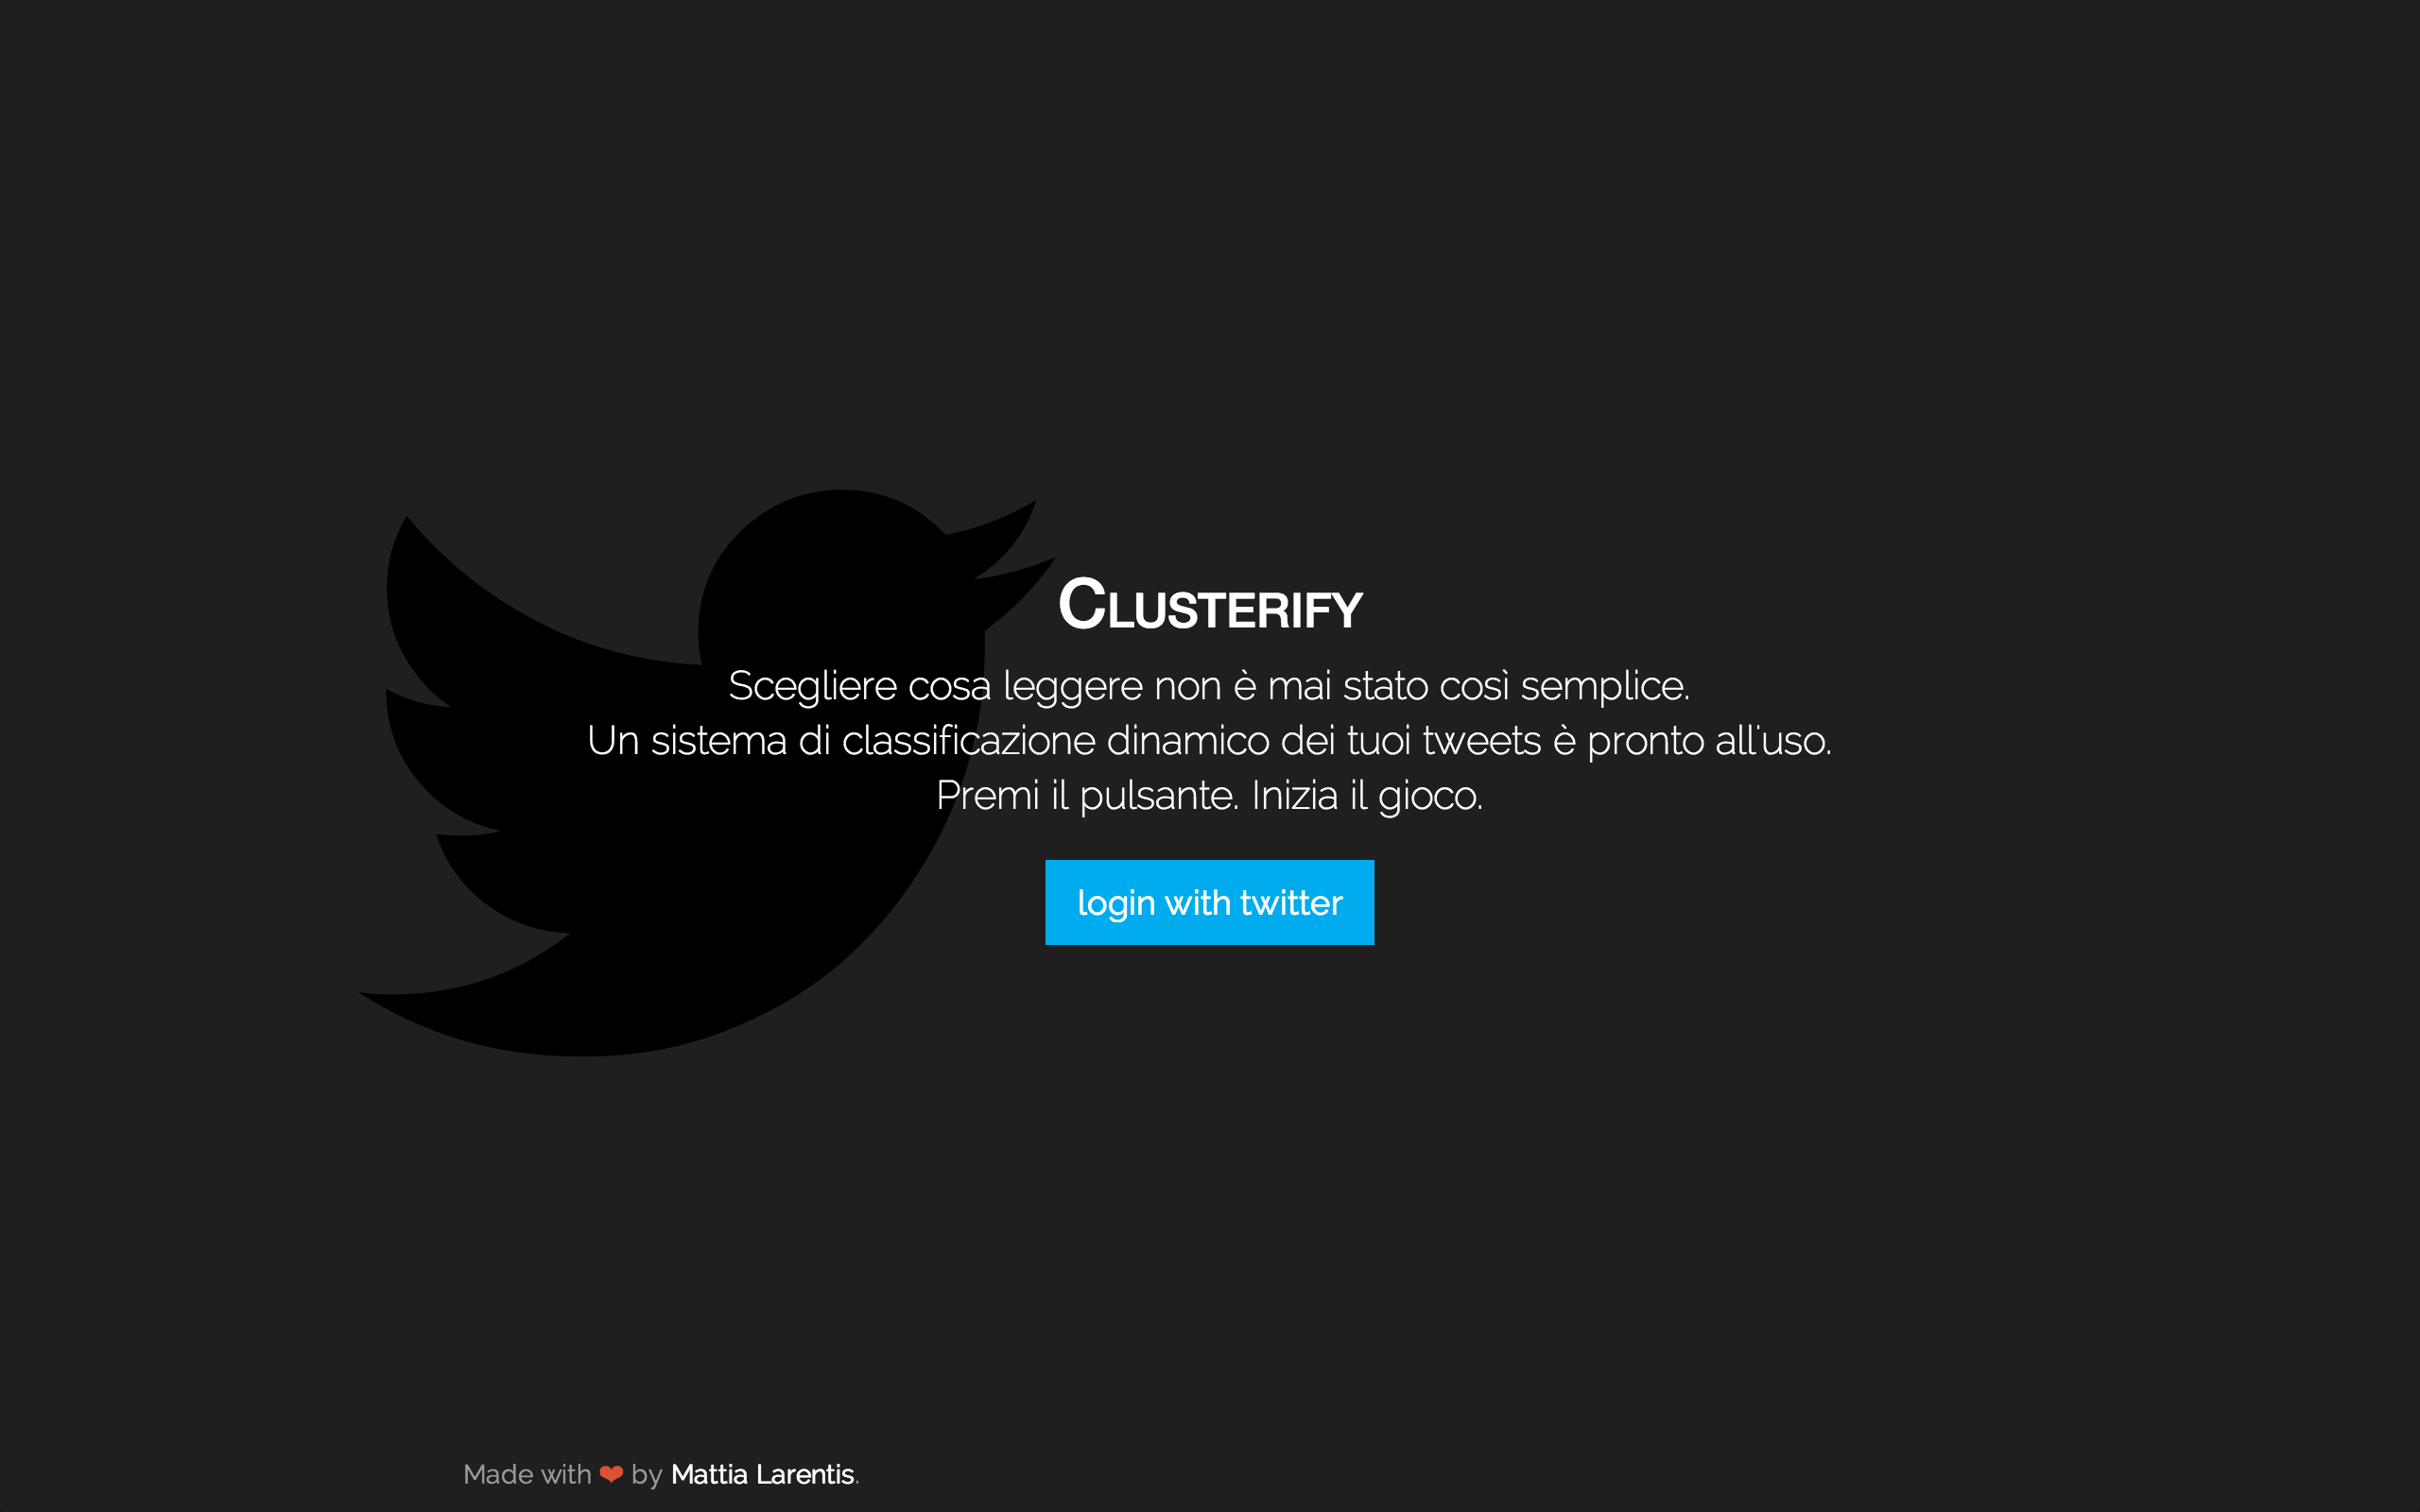 Clusterify
Scegliere cosa leggere non è mai stato così semplice.
Un sistema di classificazione dinamico dei tuoi tweets è pronto all'uso.
Premi il pulsante. Inizia il gioco.
login with twitter
Made with ❤ by Mattia Larentis.